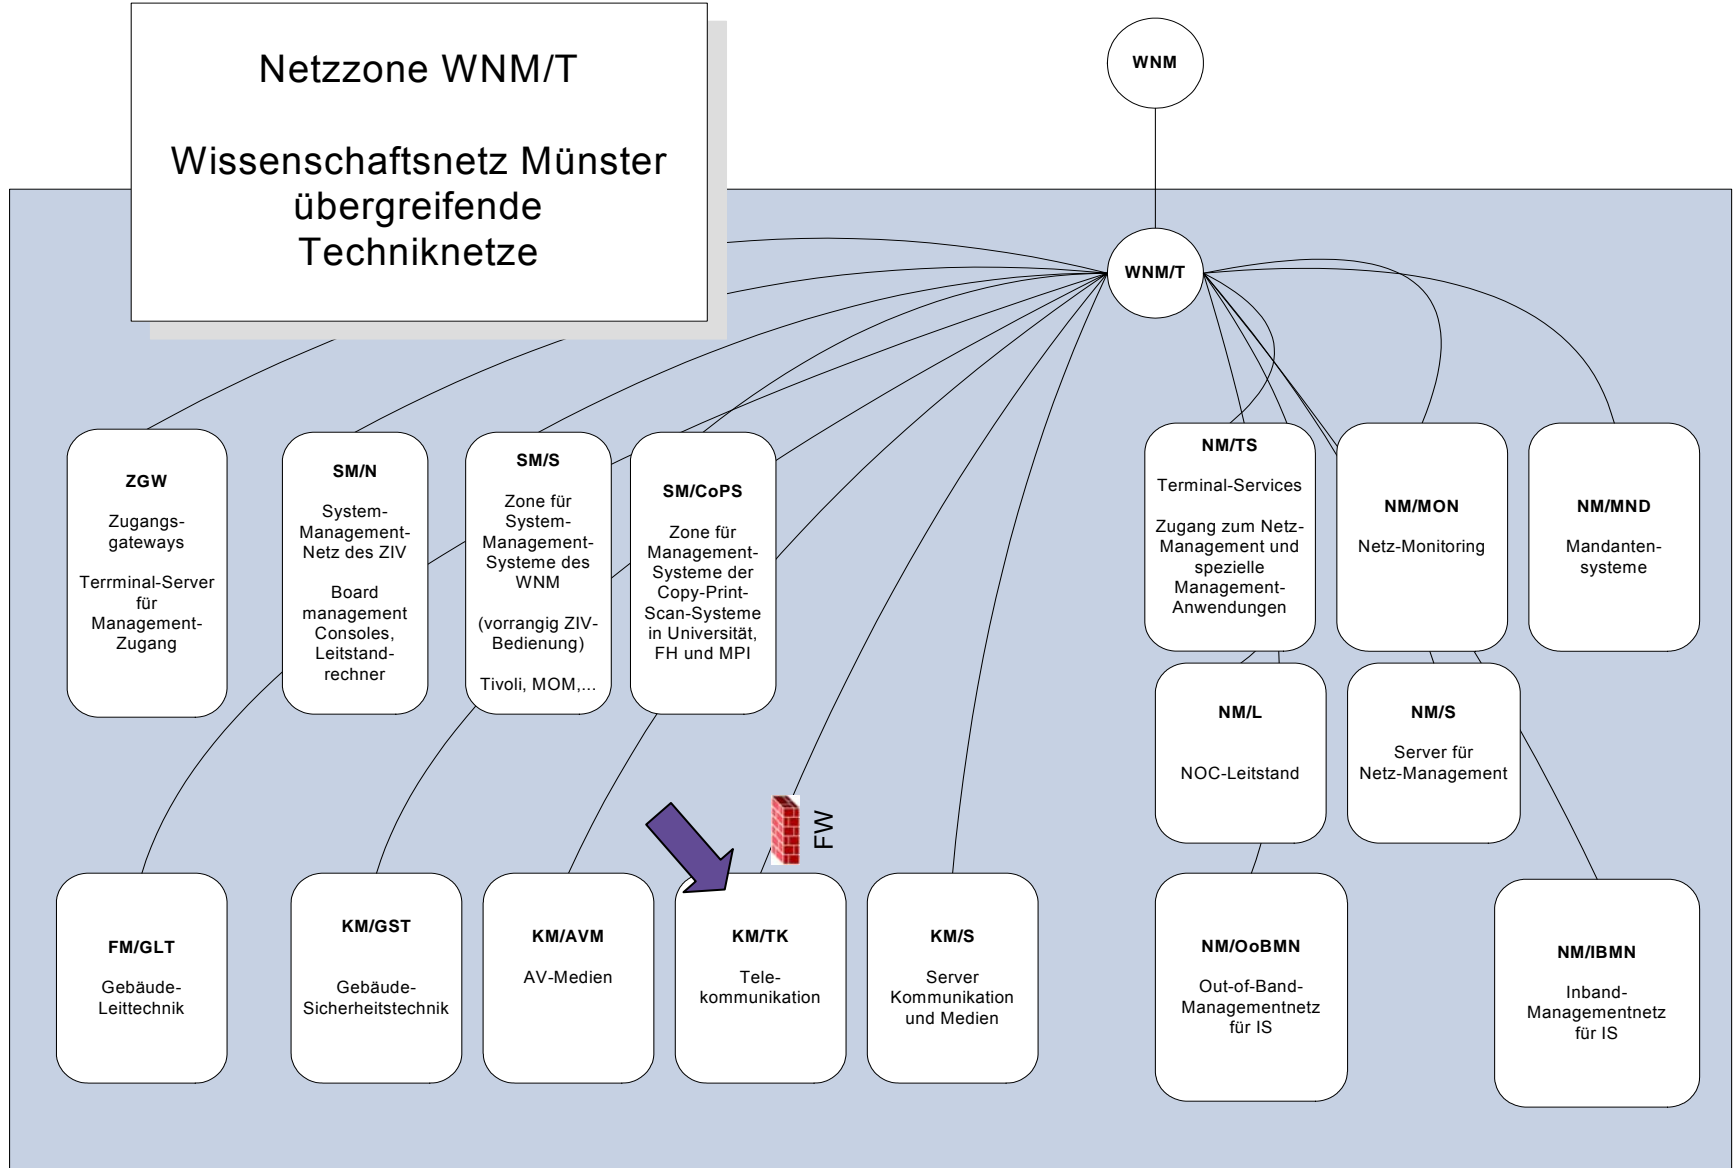 Netzzone WNM/T
Wissenschaftsnetz Münster
übergreifende
Techniknetze
WNM
WNM/T
ZGW
Zugangs-
gateways
Terrminal-Server
für
Management-
Zugang
SM/N
System-
Management-
Netz des ZIV
Board
management
Consoles,
Leitstand-
rechner
SM/S
Zone für
System-
Management-
Systeme des
WNM
(vorrangig ZIV-
Bedienung)
Tivoli, MOM,...
SM/CoPS
Zone für
Management-
Systeme der
Copy-Print-
Scan-Systeme
in Universität,
FH und MPI
NM/TS
Terminal-Services
Zugang zum Netz-
Management und
spezielle
Management-
Anwendungen
NM/MON
Netz-Monitoring
NM/MND
Mandanten-
systeme
NM/L
NOC-Leitstand
NM/S
Server für
Netz-Management
FW
FM/GLT
Gebäude-
Leittechnik
KM/GST
Gebäude-
Sicherheitstechnik
KM/AVM
AV-Medien
KM/TK
Tele-
kommunikation
KM/S
Server
Kommunikation
und Medien
NM/OoBMN
Out-of-Band-
Managementnetz
für IS
NM/IBMN
Inband-
Managementnetz
für IS